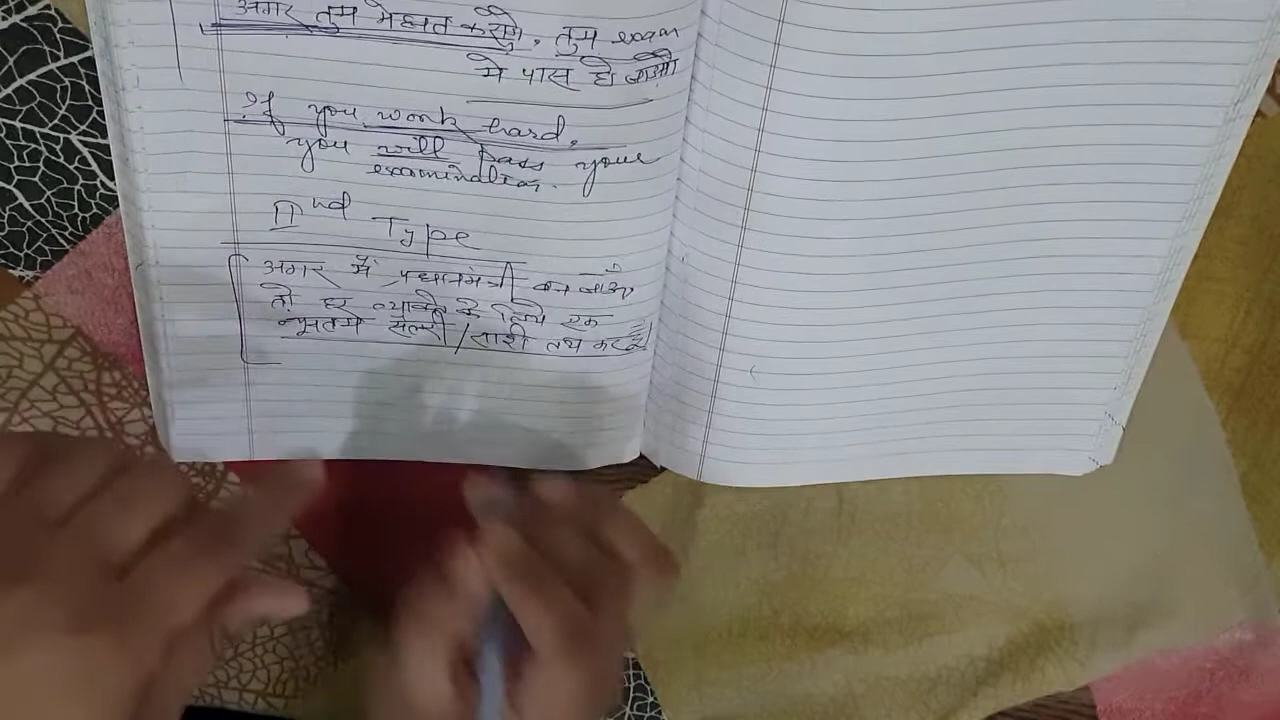 अगर तुम मेहनत करोगे, तुम exam
मे पास हो जाओगे
If you work hard,
you will pass your
examination.
IInd Type
अगर मैं प्रधानमंत्री बन जाऊं
तो हर व्यक्ति के लिये एक
न्यूनतम सैलरी / राशी तय कर दूँ